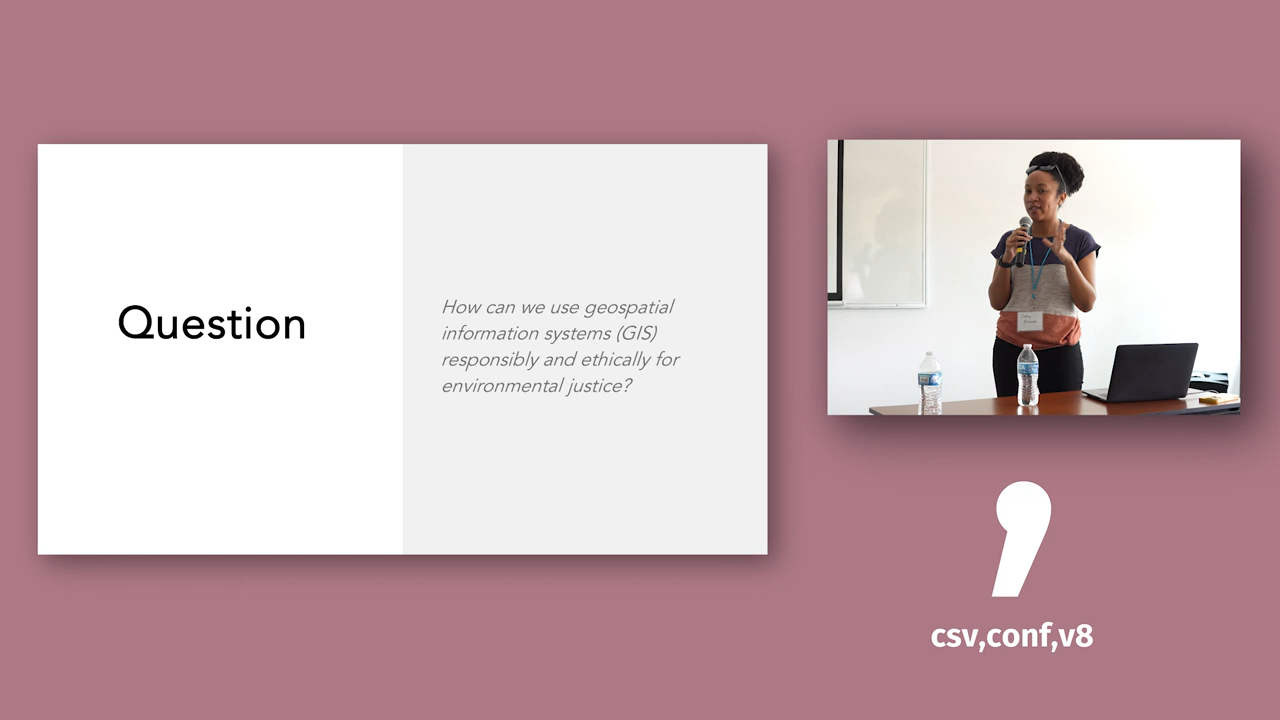 Question
How can we use geospatial
information systems (GIS)
responsibly and ethically for
environmental justice?
csv,conf,v8